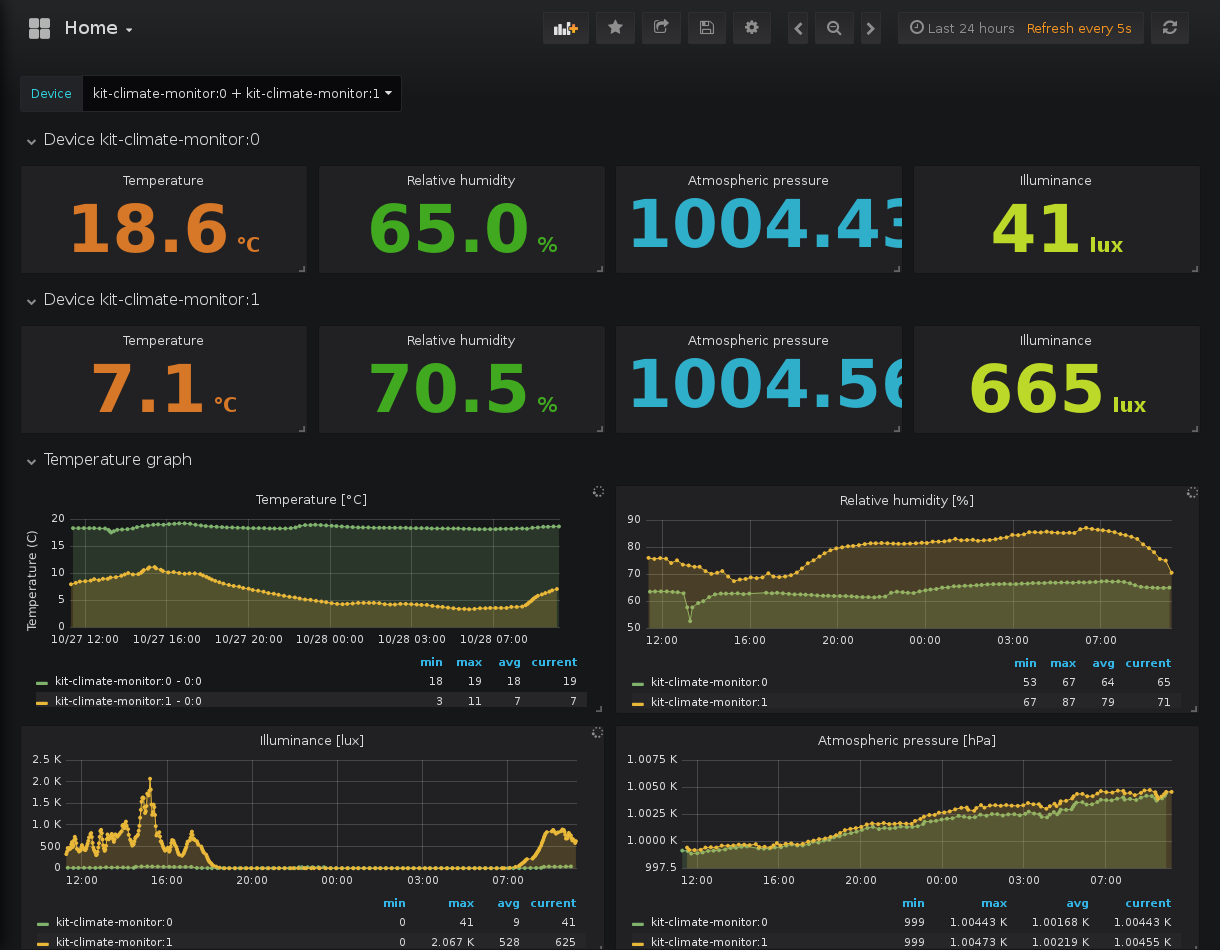 Home
Last 24 hours Refresh every 5s
Device kit-climate-monitor:0 + kit-climate-monitor:1
Device kit-climate-monitor:0
Temperature Relative humidity Atmospheric pressure Illuminance
18.6 °C 65.0 % 1004.43 41 lux
Device kit-climate-monitor:1
Temperature Relative humidity Atmospheric pressure Illuminance
7.1 °C 70.5 % 1004.56 665 lux
Temperature graph
Temperature [°C]
Temperature (C)
20
15
10
5
0
10/27 12:00 10/27 16:00 10/27 20:00 10/28 00:00 10/28 03:00 10/28 07:00
min max avg current
kit-climate-monitor:0 - 0:0 18 19 18 19
kit-climate-monitor:1 - 0:0 3 11 7 7
Relative humidity [%]
90
80
70
60
50
12:00 16:00 20:00 00:00 03:00 07:00
min max avg current
kit-climate-monitor:0 53 67 64 65
kit-climate-monitor:1 67 87 79 71
Illuminance [lux]
2.5 K
2.0 K
1.5 K
1.0 K
500
0
12:00 16:00 20:00 00:00 03:00 07:00
min max avg current
kit-climate-monitor:0 0 41 9 41
kit-climate-monitor:1 0 2.067 K 528 625
Atmospheric pressure [hPa]
1.0075 K
1.0050 K
1.0025 K
1.0000 K
997.5
12:00 16:00 20:00 00:00 03:00 07:00
min max avg current
kit-climate-monitor:0 999 1.00443 K 1.00168 K 1.00443 K
kit-climate-monitor:1 999 1.00473 K 1.00219 K 1.00455 K